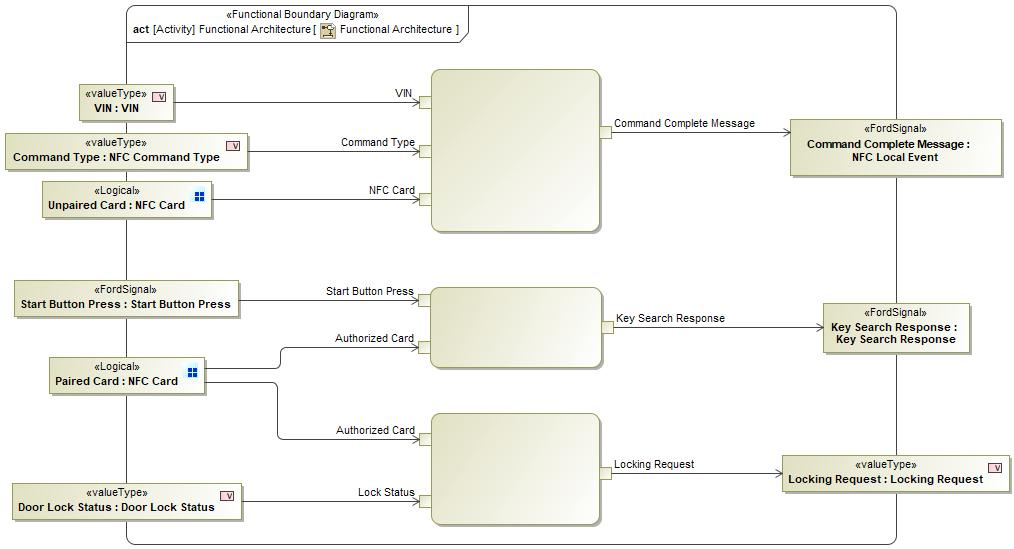 «Functional Boundary Diagram»
act [Activity] Functional Architecture [ Functional Architecture ]
«valueType»
VIN : VIN
V
VIN
«valueType»
Command Type : NFC Command Type
V
Command Type
«Logical»
Unpaired Card : NFC Card
NFC Card
Command Complete Message
«FordSignal»
Command Complete Message :
NFC Local Event
«FordSignal»
Start Button Press : Start Button Press
Start Button Press
«Logical»
Paired Card : NFC Card
Authorized Card
Key Search Response
«FordSignal»
Key Search Response :
Key Search Response
Authorized Card
«valueType»
Door Lock Status : Door Lock Status
V
Lock Status
Locking Request
«valueType»
Locking Request : Locking Request
V